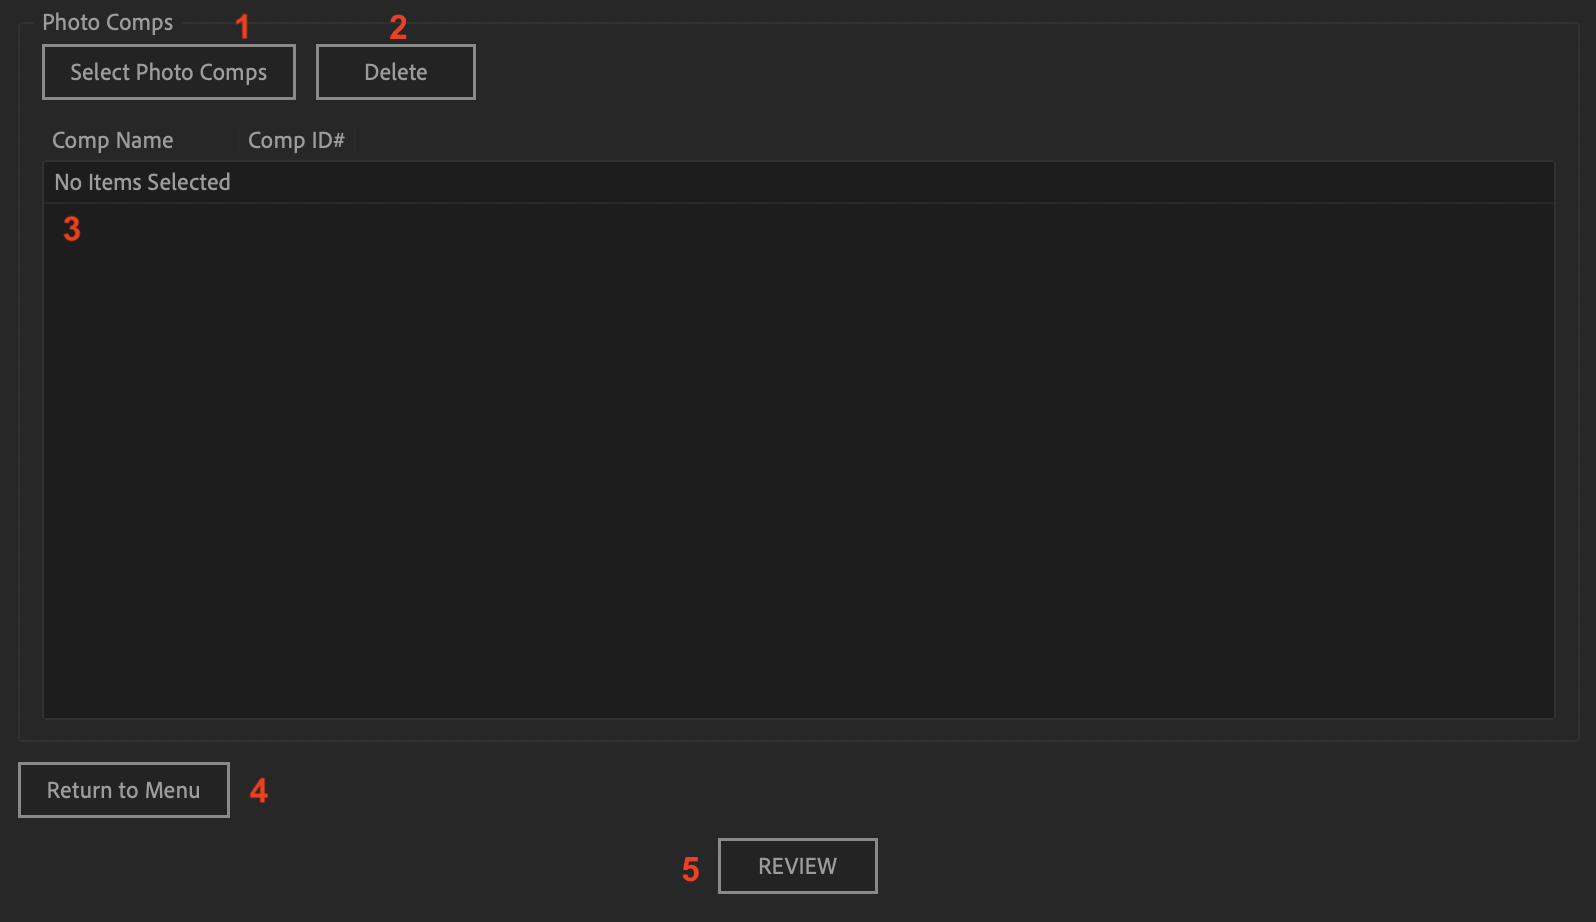 Photo Comps
1
2
Select Photo Comps
Delete
Comp Name
Comp ID#
No Items Selected
3
Return to Menu
4
5
REVIEW